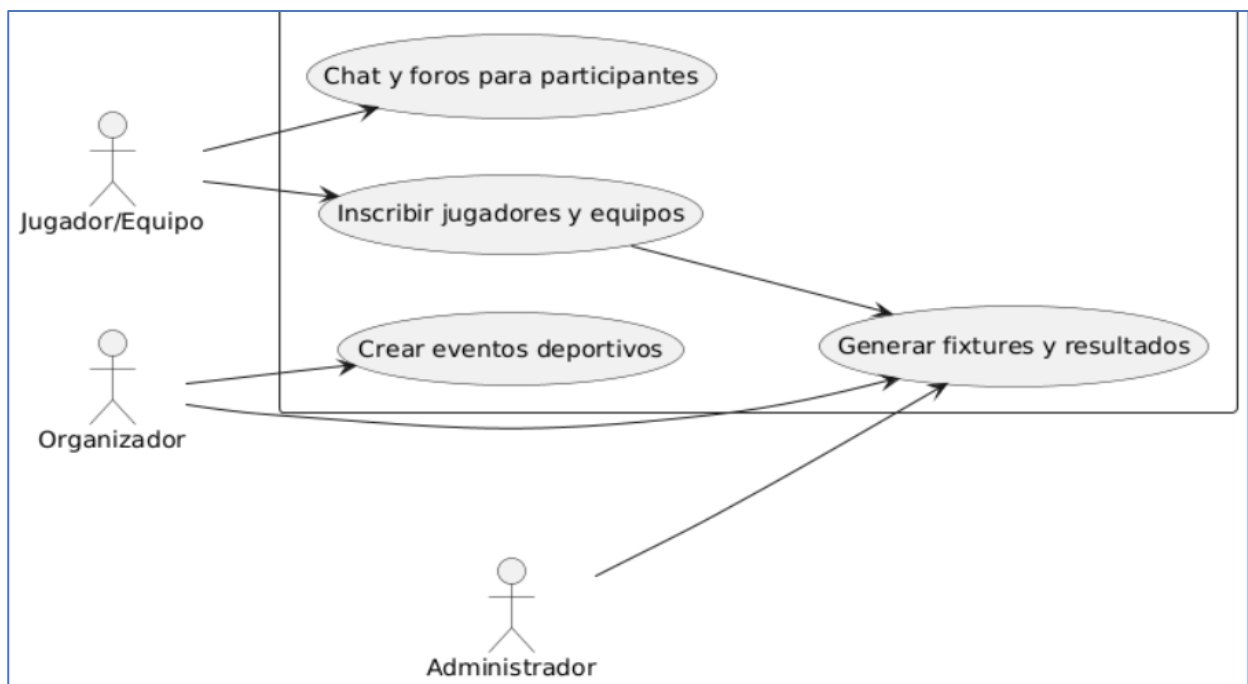 Chat y foros para participantes
Jugador/Equipo
Inscribir jugadores y equipos
Crear eventos deportivos
Generar fixtures y resultados
Organizador
Administrador